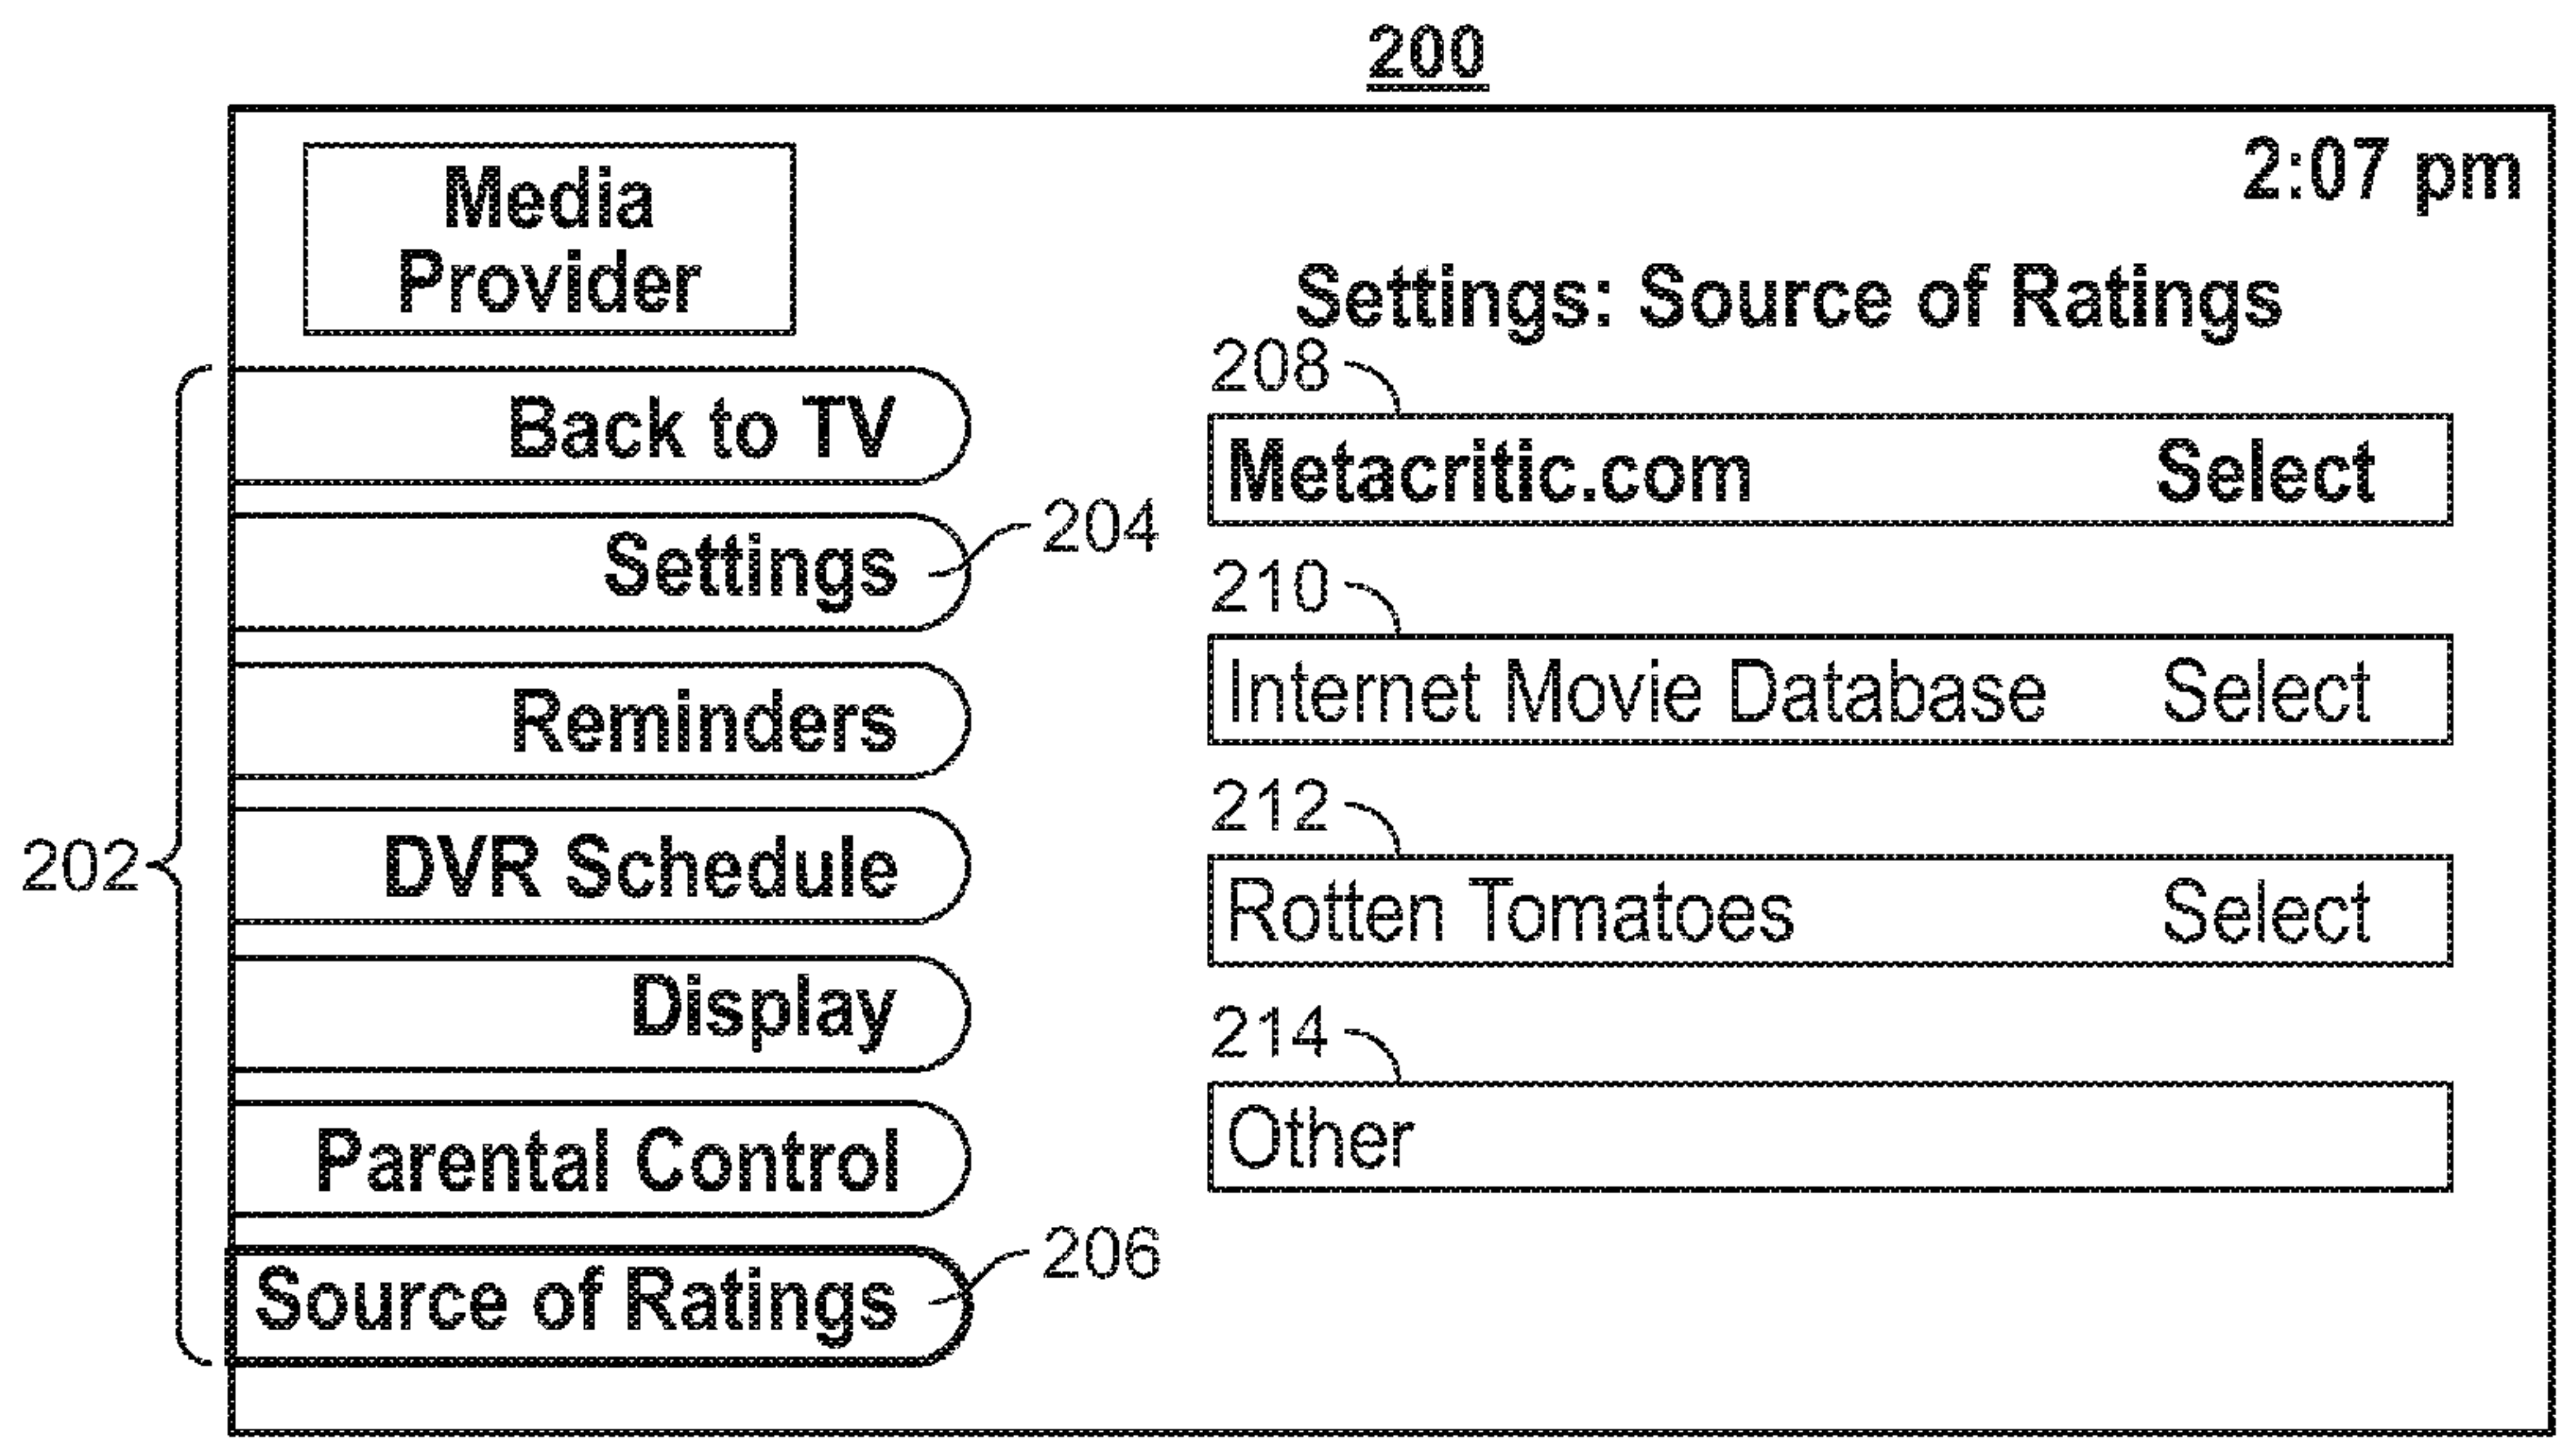 200
Media
Provider
2:07 pm
Settings: Source of Ratings
202
Back to TV
Settings
204
Reminders
DVR Schedule
Display
Parental Control
Source of Ratings
206
208
Metacritic.com Select
210
Internet Movie Database Select
212
Rotten Tomatoes Select
214
Other